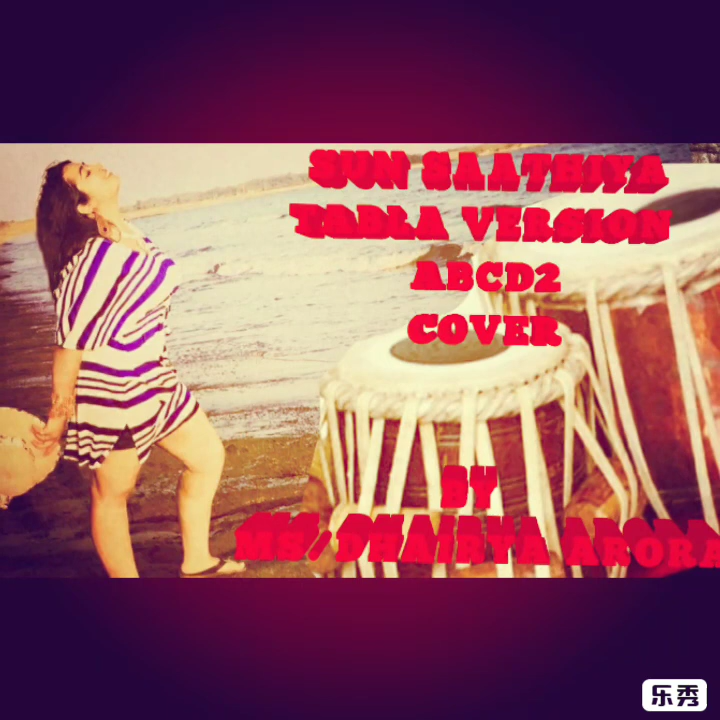 SUN SAATHIYA
TABLA VERSION
ABCD2
COVER
BY
MS. DHAIRYA ARORA
乐秀